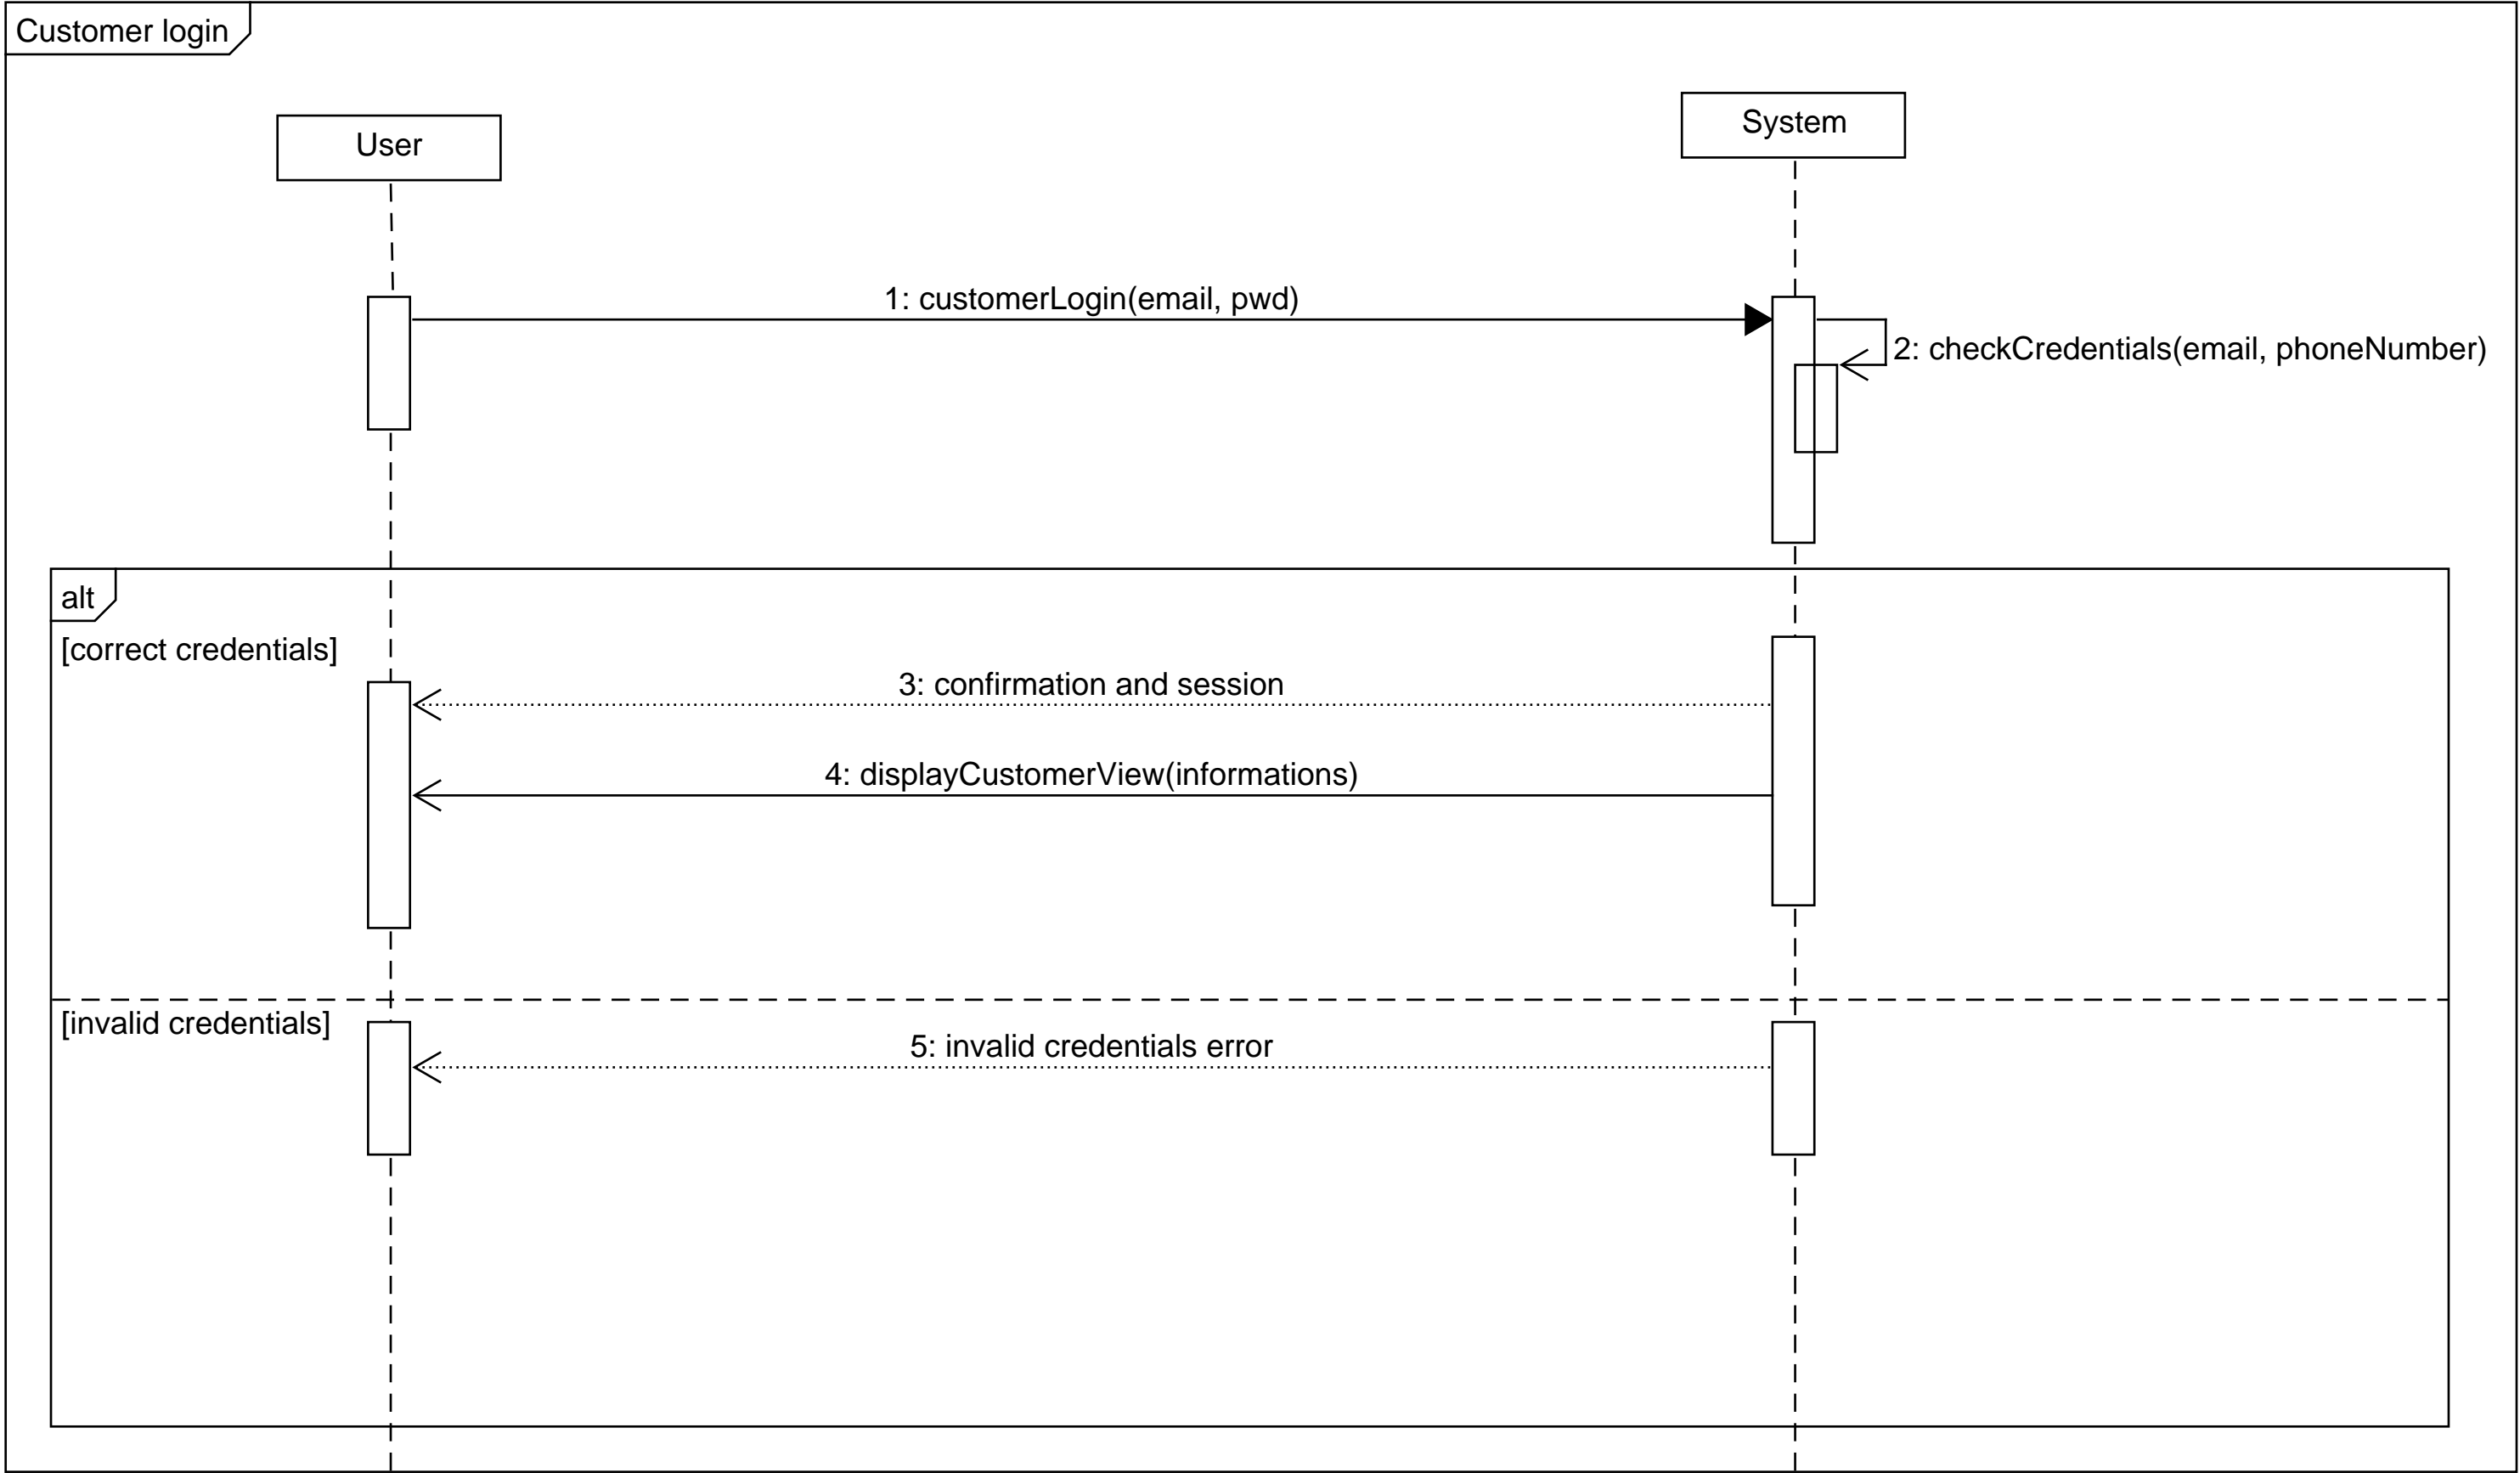 Customer login
User
System
1: customerLogin(email, pwd)
2: checkCredentials(email, phoneNumber)
alt
[correct credentials]
3: confirmation and session
4: displayCustomerView(informations)
[invalid credentials]
5: invalid credentials error